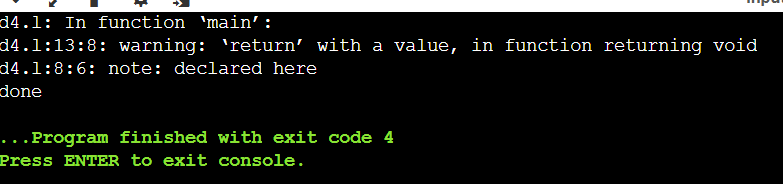 d4.l: In function ‘main’:
d4.l:13:8: warning: ‘return’ with a value, in function returning void
d4.l:8:6: note: declared here
done
...Program finished with exit code 4
Press ENTER to exit console.